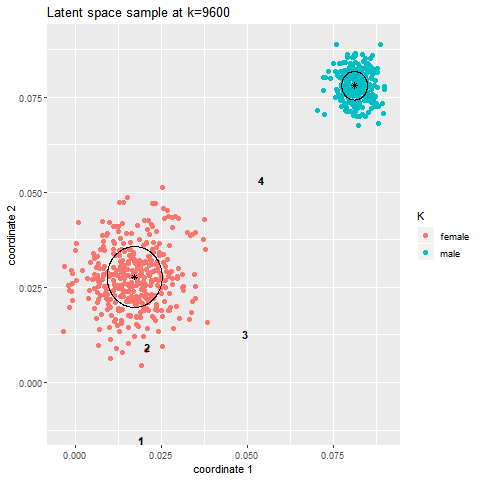 Latent space sample at k=9600
coordinate 2
0.075
0.050
0.025
0.000
4
3
2
1
0.000 0.025 0.050 0.075
coordinate 1
K
female
male